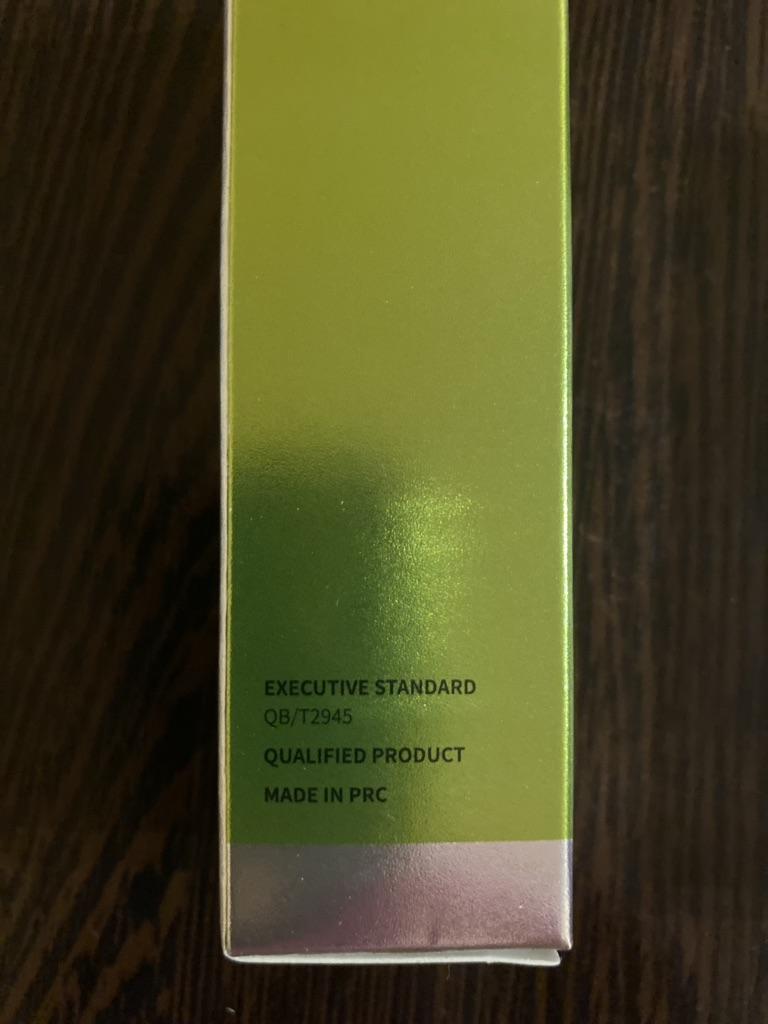 EXECUTIVE STANDARD
QB/T2945
QUALIFIED PRODUCT
MADE IN PRC